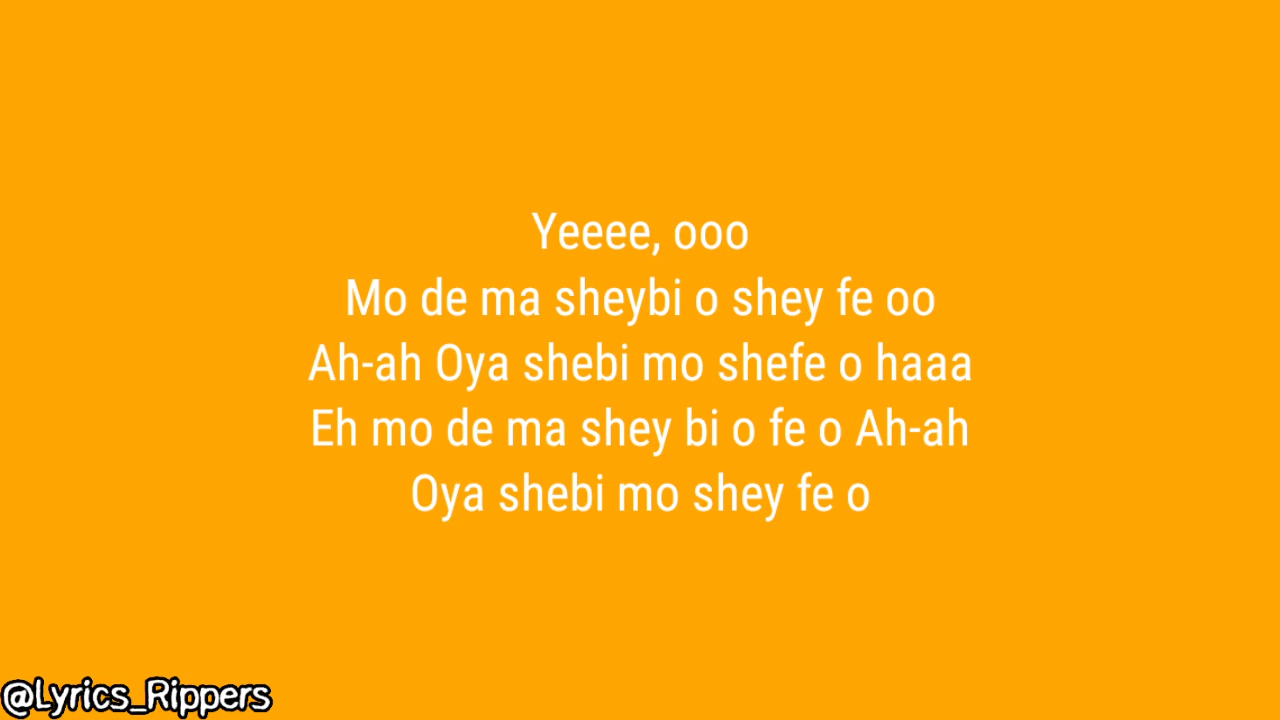 Yeeee, ooo
Mo de ma sheybi o shey fe oo
Ah-ah Oya shebi mo shefe o haaa
Eh mo de ma shey bi o fe o Ah-ah
Oya shebi mo shey fe o
@Lyrics_Rippers